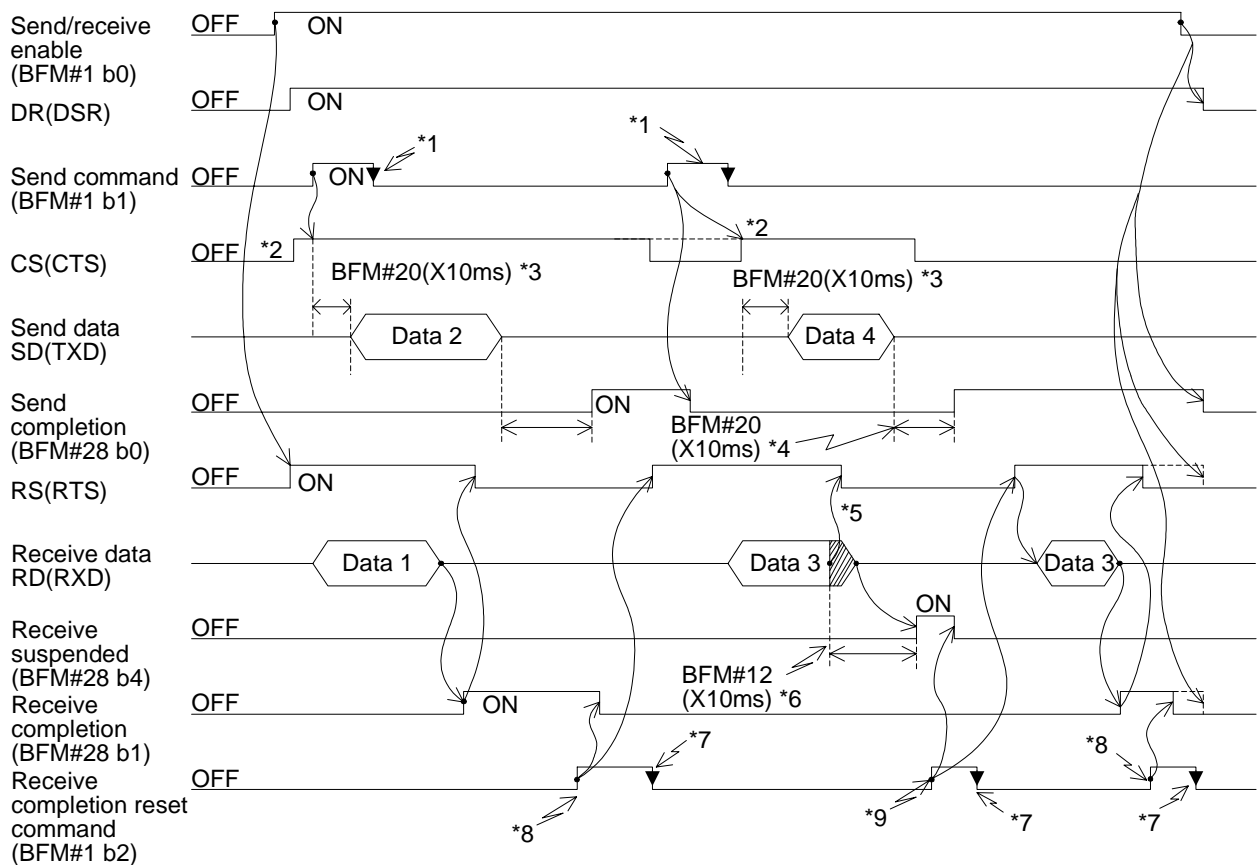 Send/receive
enable
(BFM#1 b0)
OFF
ON
DR(DSR)
OFF
ON
*1
*1
Send command
(BFM#1 b1)
OFF
ON
CS(CTS)
OFF
*2
*2
BFM#20(X10ms) *3
BFM#20(X10ms) *3
Send data
SD(TXD)
Data 2
Data 4
Send
completion
(BFM#28 b0)
OFF
ON
BFM#20
(X10ms) *4
RS(RTS)
OFF
ON
*5
Receive data
RD(RXD)
Data 1
Data 3
Data 3
Receive
suspended
(BFM#28 b4)
OFF
ON
BFM#12
(X10ms) *6
Receive
completion
(BFM#28 b1)
OFF
ON
*7
*8
Receive
completion reset
command
(BFM#1 b2)
OFF
*8
*9
*7
*7